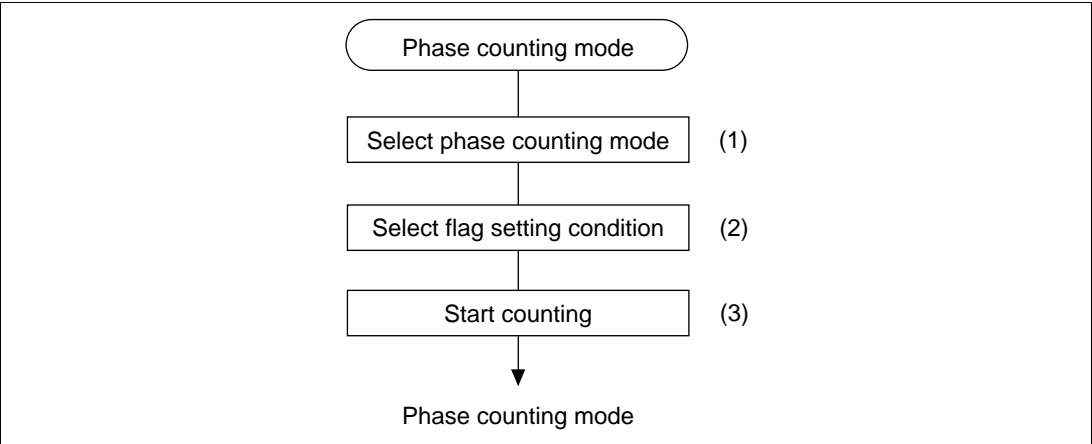 Phase counting mode
Select phase counting mode (1)
Select flag setting condition (2)
Start counting (3)
Phase counting mode